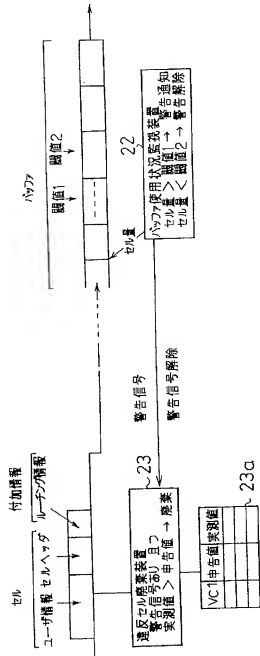 バッファ
閾値1 閾値2
セル量
22
バッファ使用状況監視装置
セル量 > 閾値1 → 警告通知
セル量 < 閾値2 → 警告解除
警告信号
警告信号解除
セル
付加情報
ユーザ情報 セルヘッダ ルーチング情報
23
違反セル廃棄装置
警告信号あり 且つ
実測値 > 申告値 → 廃棄
VC1 申告値 実測値
23a